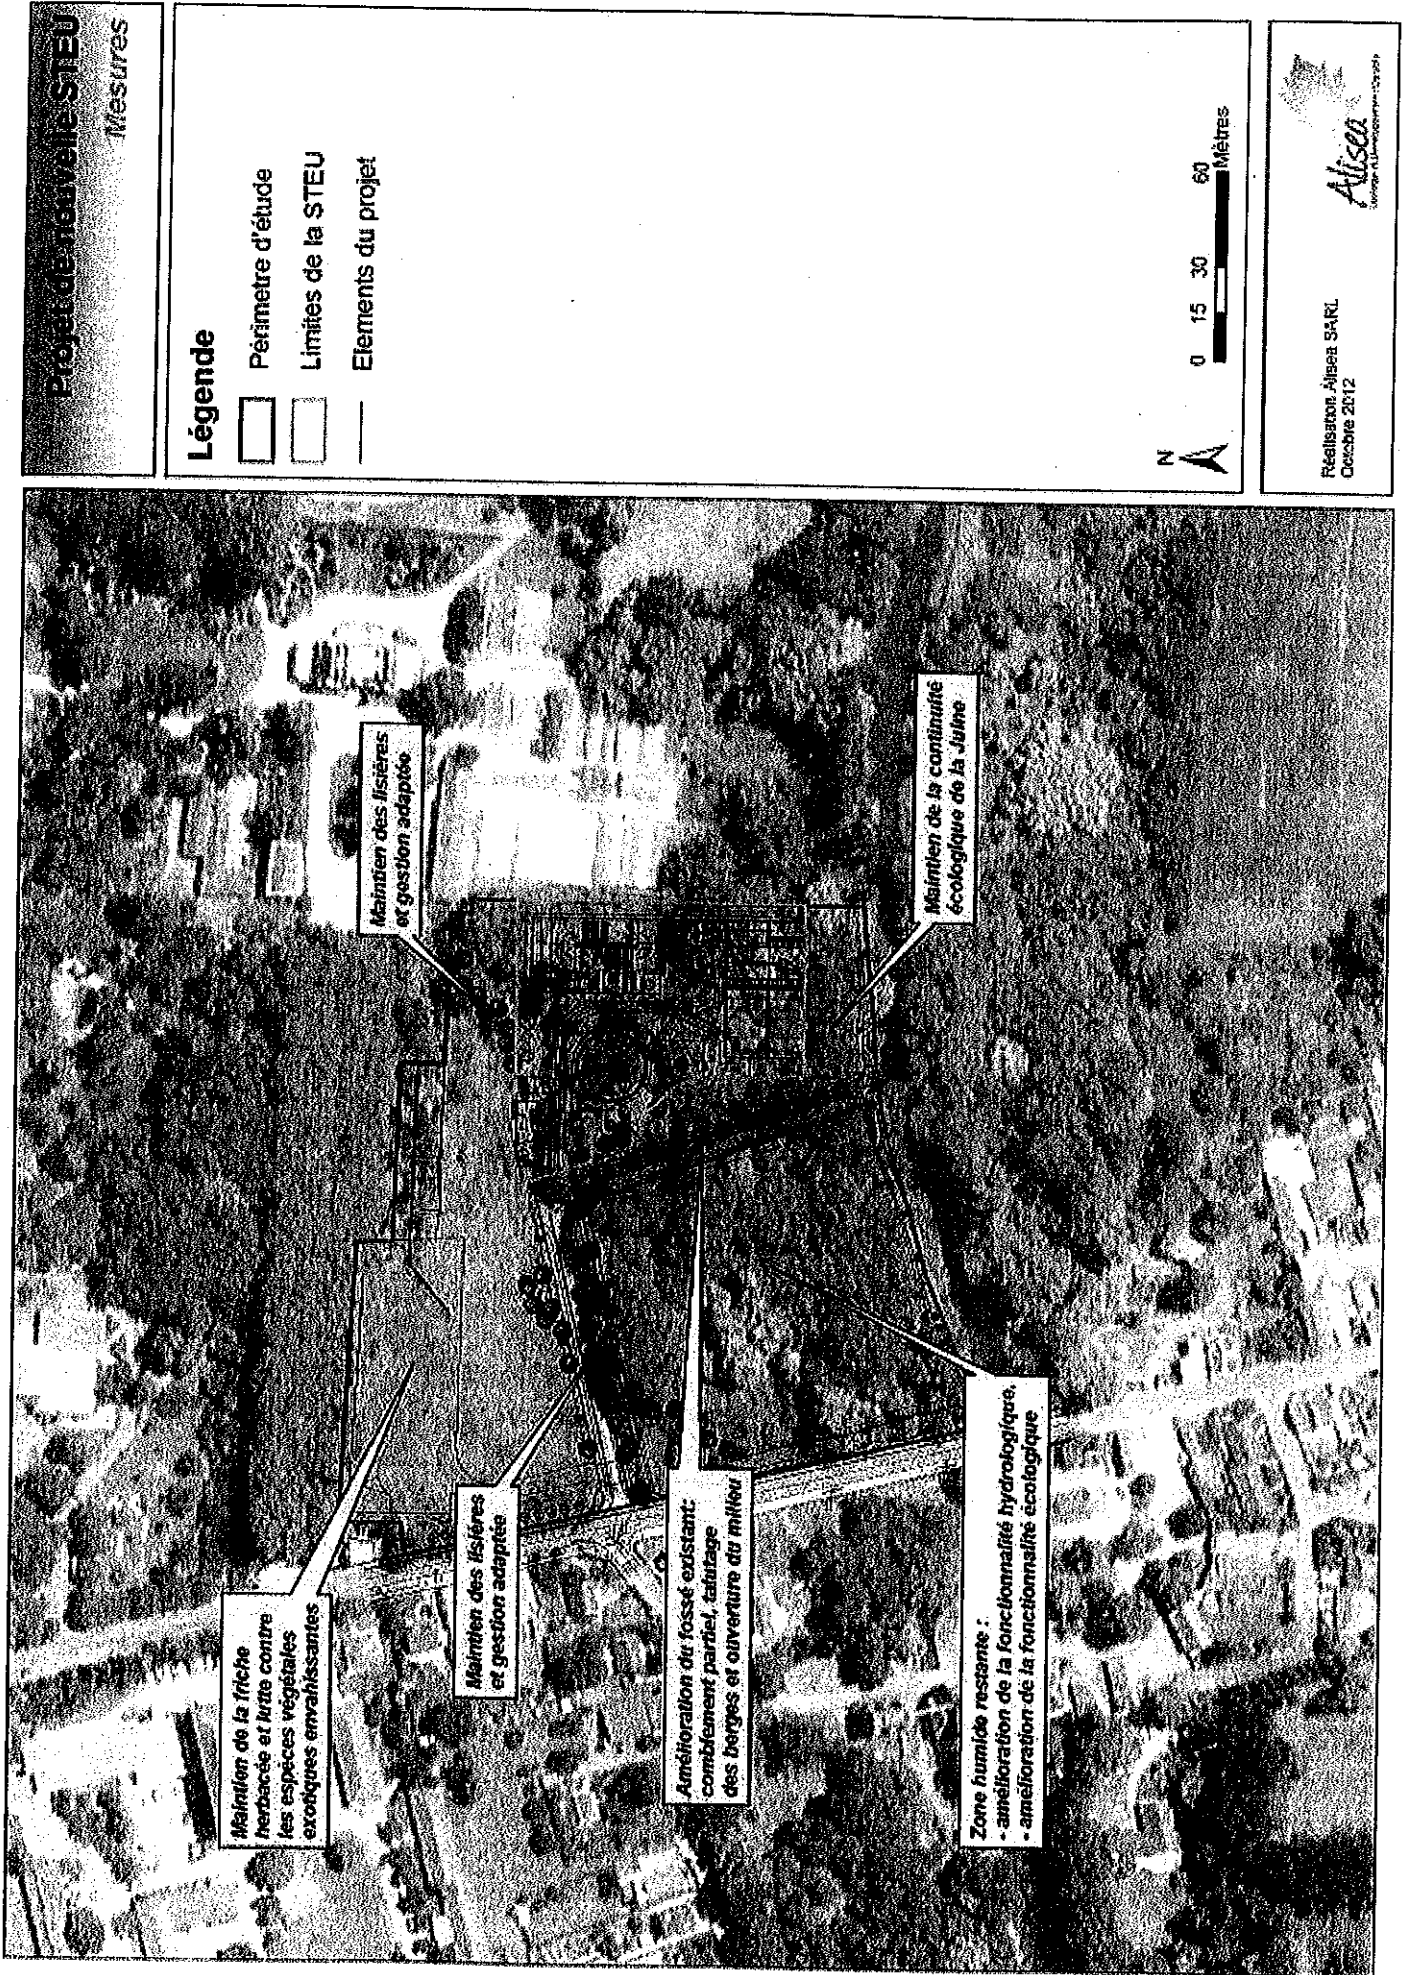 Projet de nouvelle STEU
Mesures
Légende
Périmetre d'étude
Limites de la STEU
Elements du projet
N
0 15 30 60
Mètres
Réalisation Alisea SARL
Octobre 2012
Alisea
Maintien de la friche
herbacée et lutte contre
les espèces végétales
exotiques envahissantes
Maintien des lisières
et gestion adaptée
Maintien des lisières
et gestion adaptée
Amélioration du fossé existant:
comblement partiel, talutage
des berges et ouverture du milieu
Maintien de la continuité
écologique de la Juine
Zone humide restante :
- amélioration de la fonctionnalité hydrologique,
- amélioration de la fonctionnalité écologique